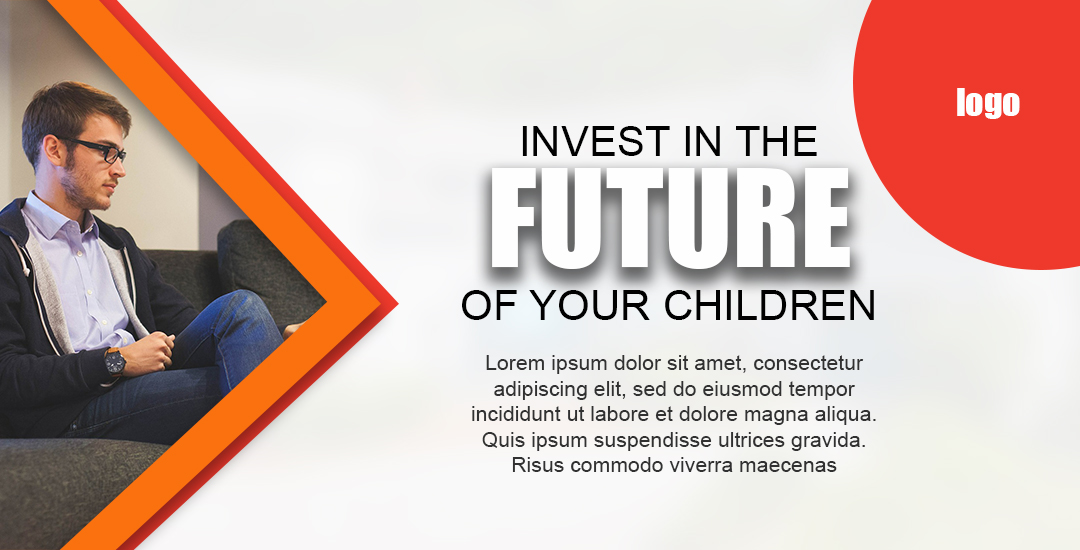 logo
INVEST IN THE
FUTURE
OF YOUR CHILDREN
Lorem ipsum dolor sit amet, consectetur
adipiscing elit, sed do eiusmod tempor
incididunt ut labore et dolore magna aliqua.
Quis ipsum suspendisse ultrices gravida.
Risus commodo viverra maecenas